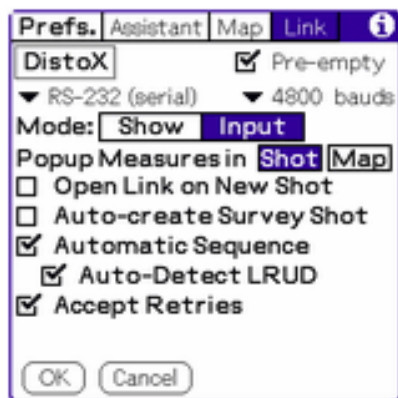 Prefs. Assistant Map Link i
DistoX Pre-empty
RS-232 (serial) 4800 bauds
Mode: Show Input
Popup Measures in Shot Map
Open Link on New Shot
Auto-create Survey Shot
Automatic Sequence
Auto-Detect LRUD
Accept Retries
OK Cancel